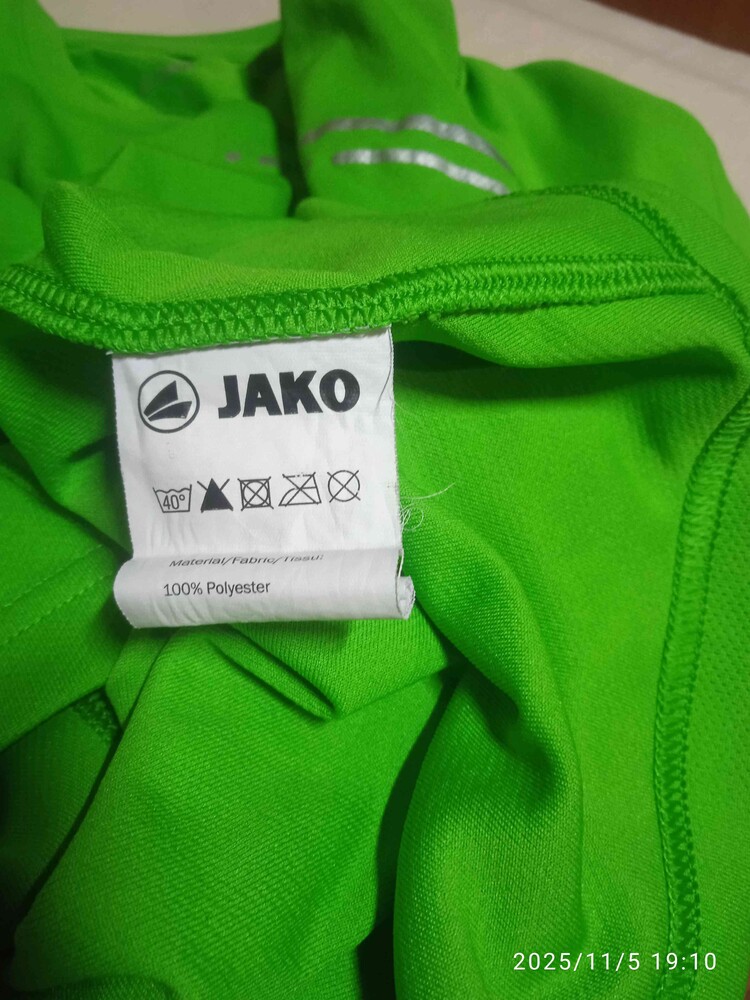 JAKO
40°
Material/Fabric/Tissu:
100% Polyester
2025/11/5 19:10